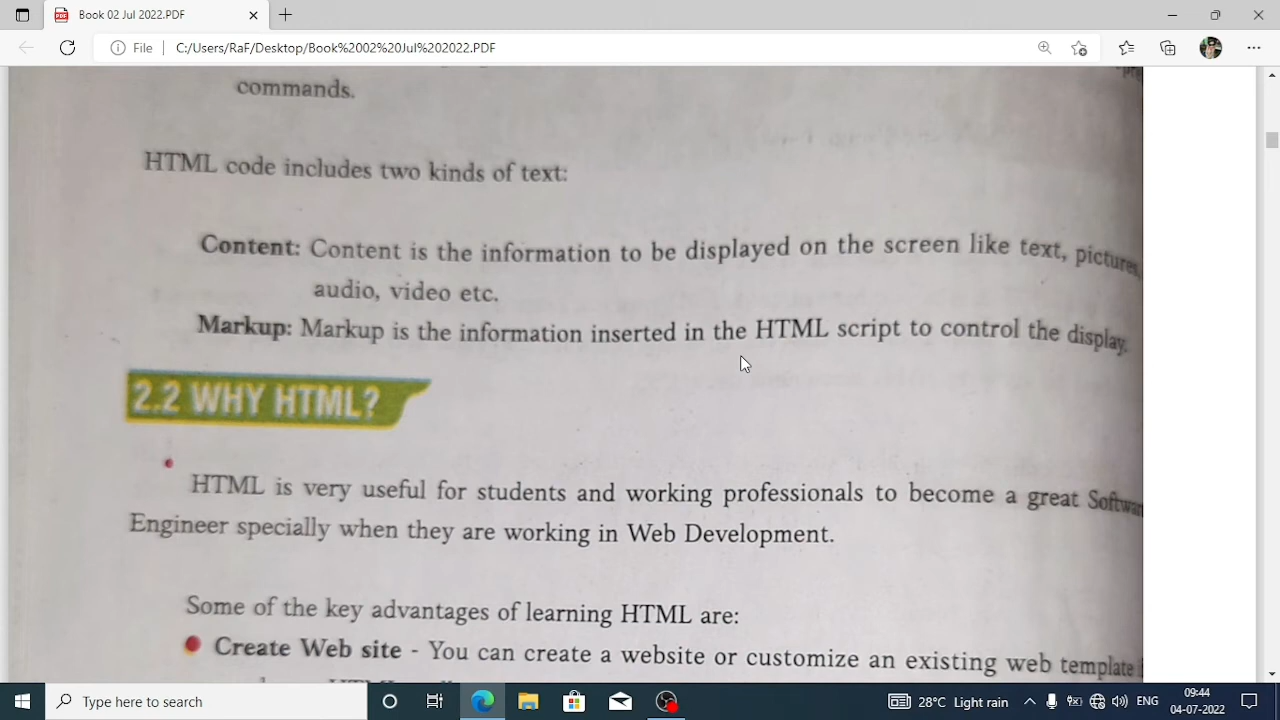 Book 02 Jul 2022.PDF
File C:/Users/RaF/Desktop/Book%2002%20Jul%202022.PDF
commands.
HTML code includes two kinds of text:
Content: Content is the information to be displayed on the screen like text, pictures,
audio, video etc.
Markup: Markup is the information inserted in the HTML script to control the display.
2.2 WHY HTML?
HTML is very useful for students and working professionals to become a great Softwar
Engineer specially when they are working in Web Development.
Some of the key advantages of learning HTML are:
Create Web site - You can create a website or customize an existing web template
Type here to search
28°C Light rain
ENG
09:44
04-07-2022